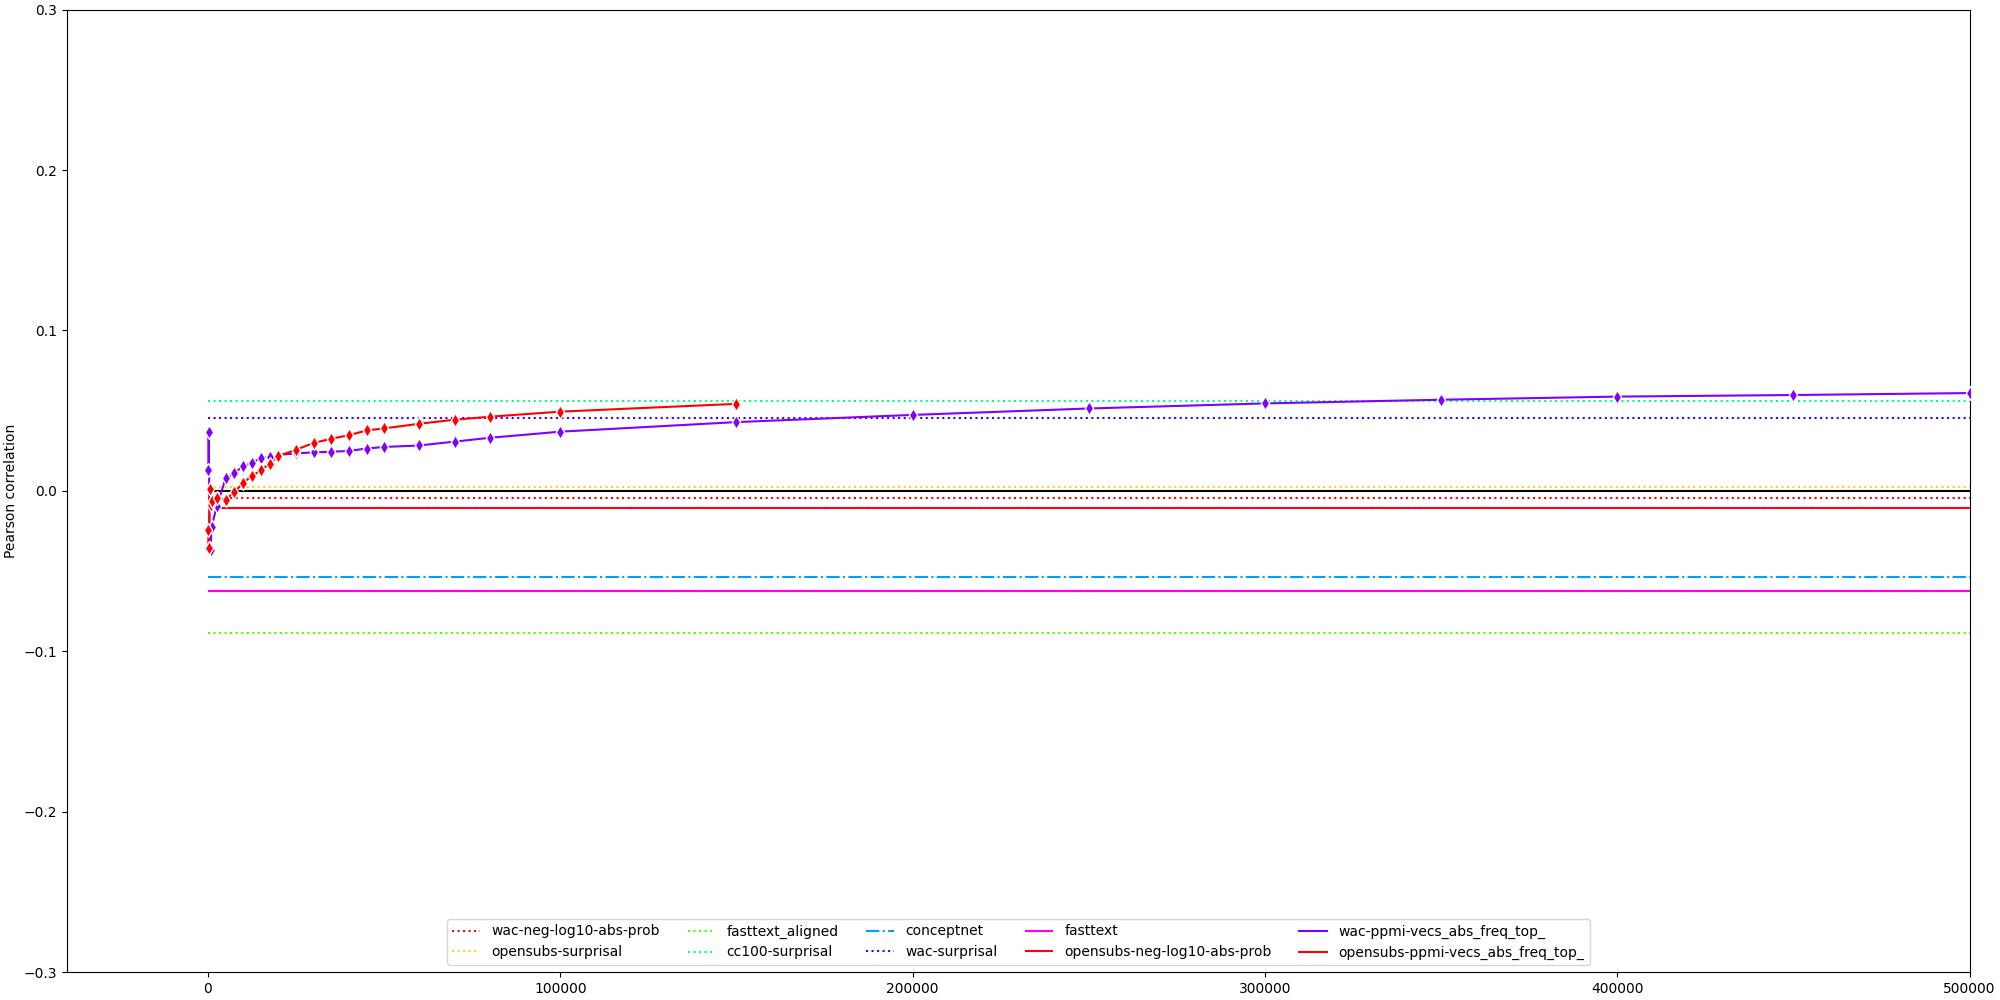 0.3
0.2
0.1
0.0
−0.1
−0.2
−0.3
Pearson correlation
wac-neg-log10-abs-prob
opensubs-surprisal
fasttext_aligned
cc100-surprisal
conceptnet
wac-surprisal
fasttext
opensubs-neg-log10-abs-prob
wac-ppmi-vecs_abs_freq_top_
opensubs-ppmi-vecs_abs_freq_top_
0 100000 200000 300000 400000 500000